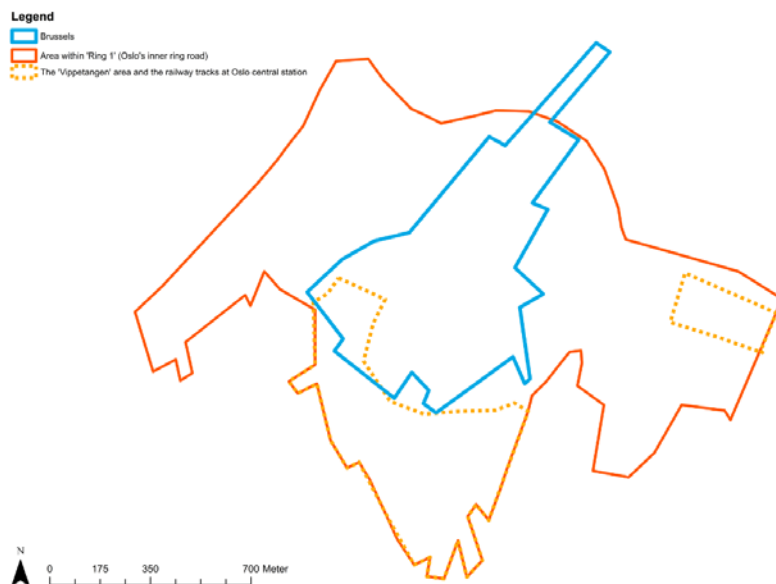 Legend
Brussels
Area within 'Ring 1' (Oslo's inner ring road)
The 'Vippetangen' area and the railway tracks at Oslo central station
N
0 175 350 700 Meter